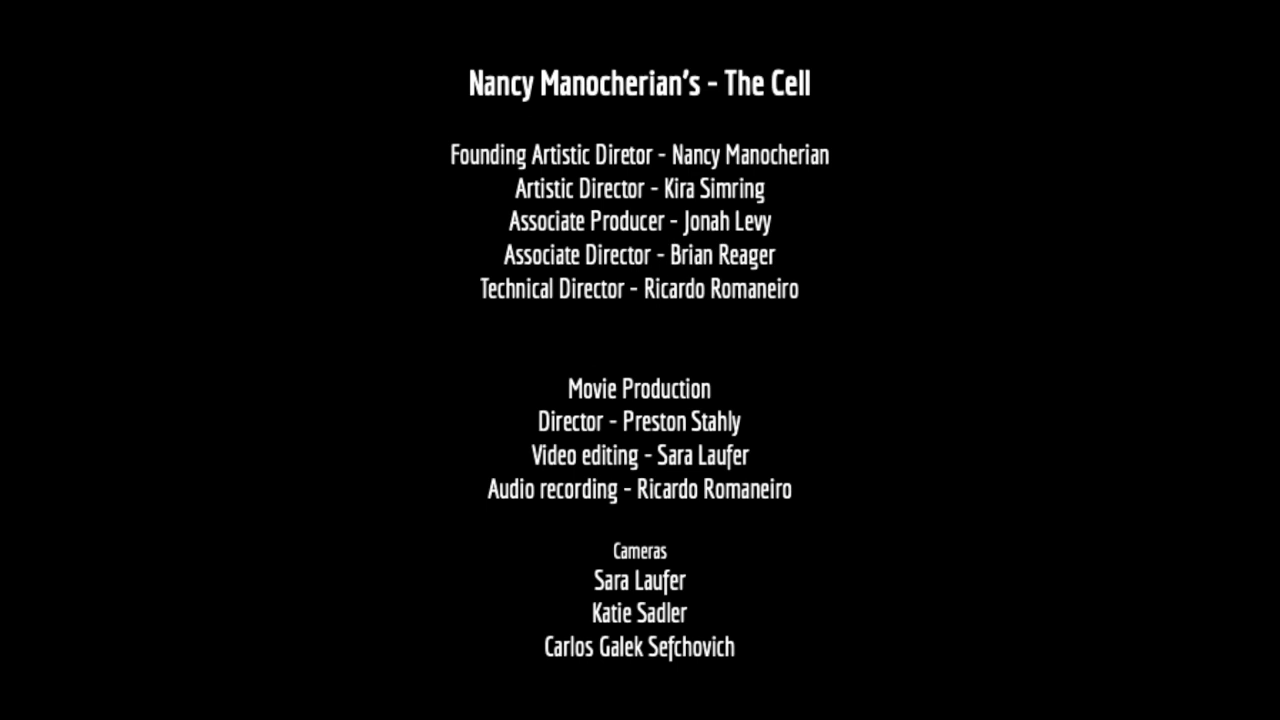 Nancy Manocherian's - The Cell
Founding Artistic Diretor - Nancy Manocherian
Artistic Director - Kira Simring
Associate Producer - Jonah Levy
Associate Director - Brian Reager
Technical Director - Ricardo Romaneiro
Movie Production
Director - Preston Stahly
Video editing - Sara Laufer
Audio recording - Ricardo Romaneiro
Cameras
Sara Laufer
Katie Sadler
Carlos Galek Sefchovich